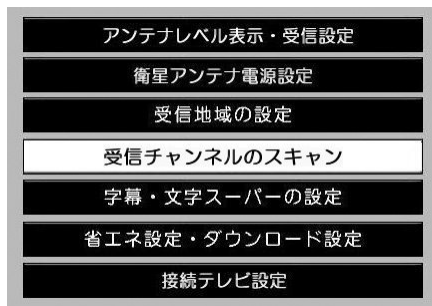 アンテナレベル表示・受信設定
衛星アンテナ電源設定
受信地域の設定
受信チャンネルのスキャン
字幕・文字スーパーの設定
省エネ設定・ダウンロード設定
接続テレビ設定